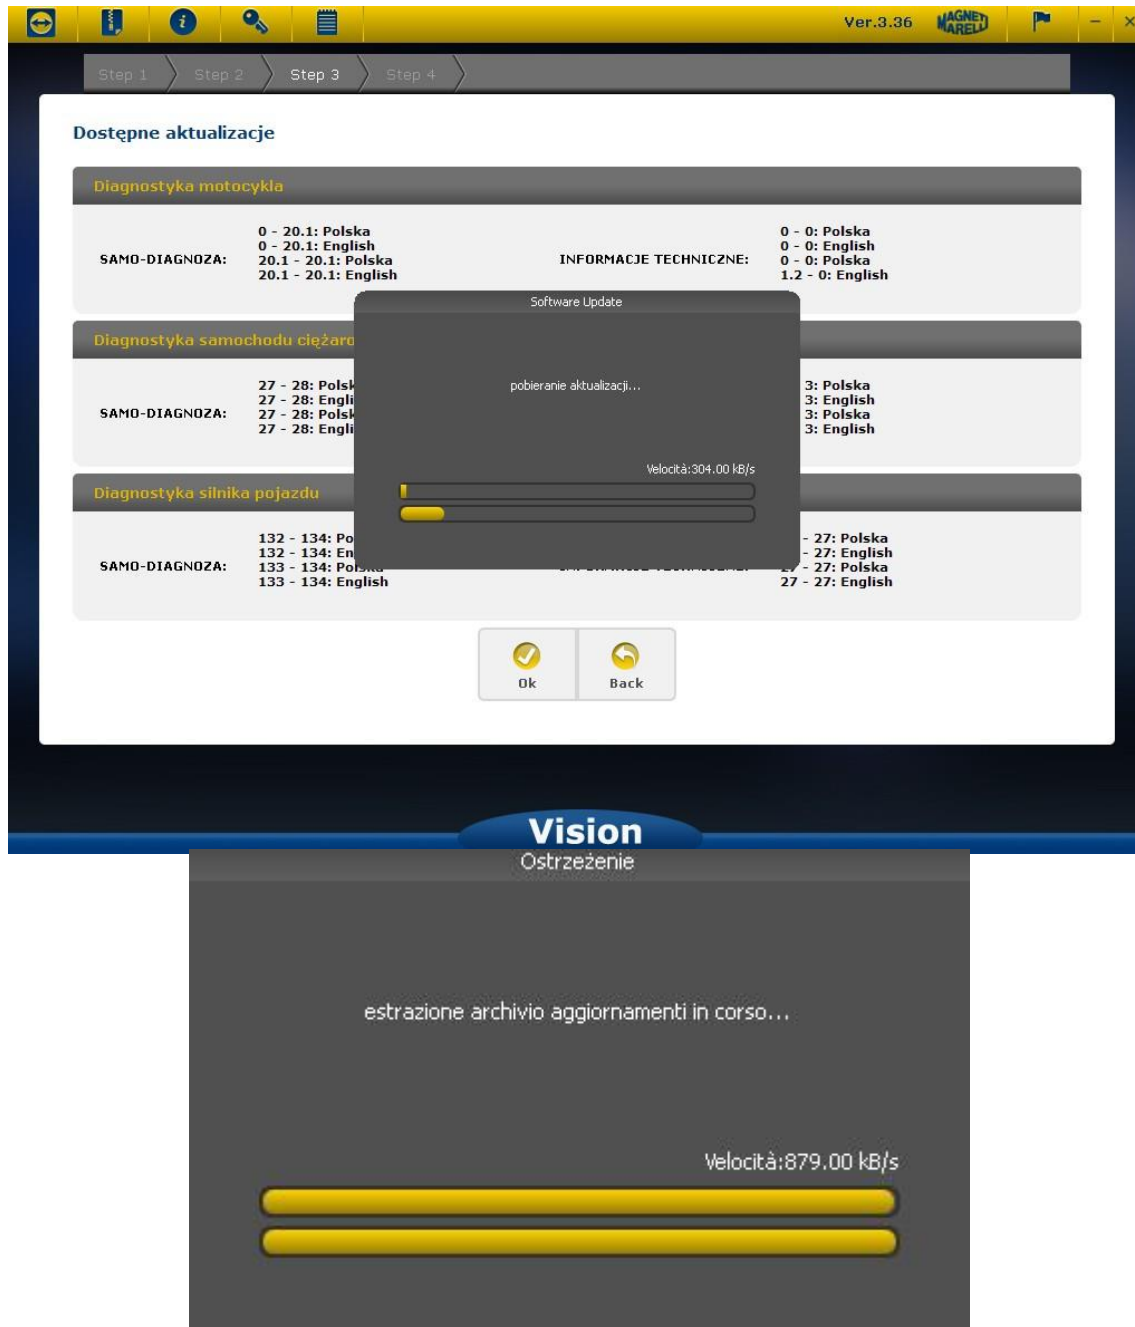 Ver.3.36
MAGNETI
MARELLI
Step 1
Step 2
Step 3
Step 4
Dostępne aktualizacje
Diagnostyka motocykla
SAMO-DIAGNOZA:
0 - 20.1: Polska
0 - 20.1: English
20.1 - 20.1: Polska
20.1 - 20.1: English
INFORMACJE TECHNICZNE:
0 - 0: Polska
0 - 0: English
0 - 0: Polska
1.2 - 0: English
Diagnostyka samochodu ciężaro
SAMO-DIAGNOZA:
27 - 28: Polsk
27 - 28: Engli
27 - 28: Polsk
27 - 28: Engli
3: Polska
3: English
3: Polska
3: English
Software Update
pobieranie aktualizacji...
Velocità:304.00 kB/s
Diagnostyka silnika pojazdu
SAMO-DIAGNOZA:
132 - 134: Po
132 - 134: En
133 - 134: Polska
133 - 134: English
- 27: Polska
- 27: English
27 - 27: Polska
27 - 27: English
Ok
Back
Vision
Ostrzeżenie
estrazione archivio aggiornamenti in corso...
Velocità:879.00 kB/s